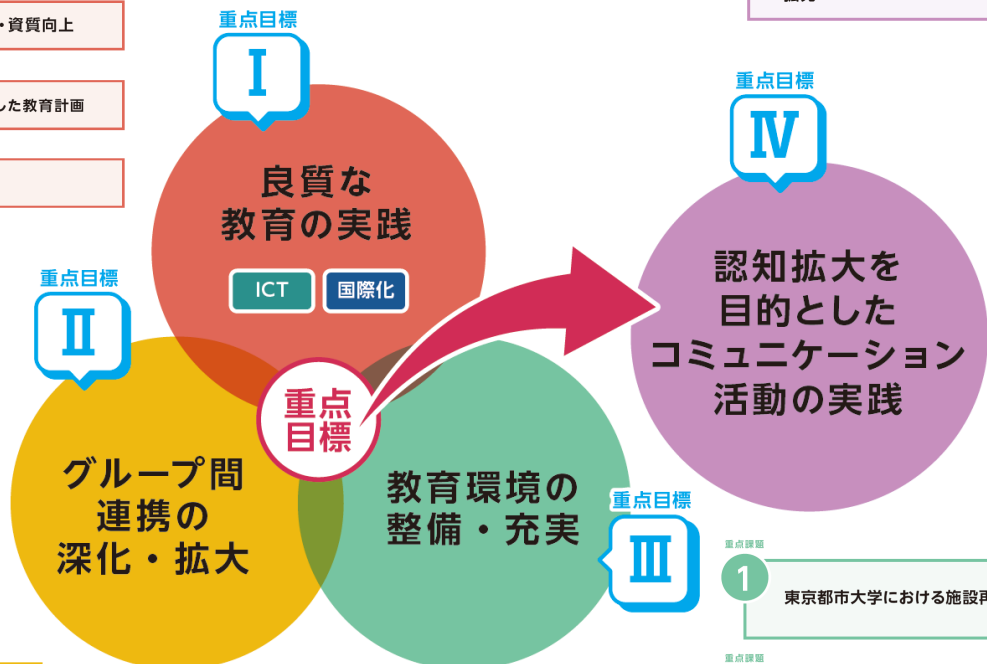 ・資質向上
した教育計画
重点目標
I
良質な
教育の実践
ICT
国際化
重点目標
II
グループ間
連携の
深化・拡大
重点
目標
教育環境の
整備・充実
重点目標
III
重点目標
IV
認知拡大を
目的とした
コミュニケーション
活動の実践
重点課題
1
東京都市大学における施設再
重点課題